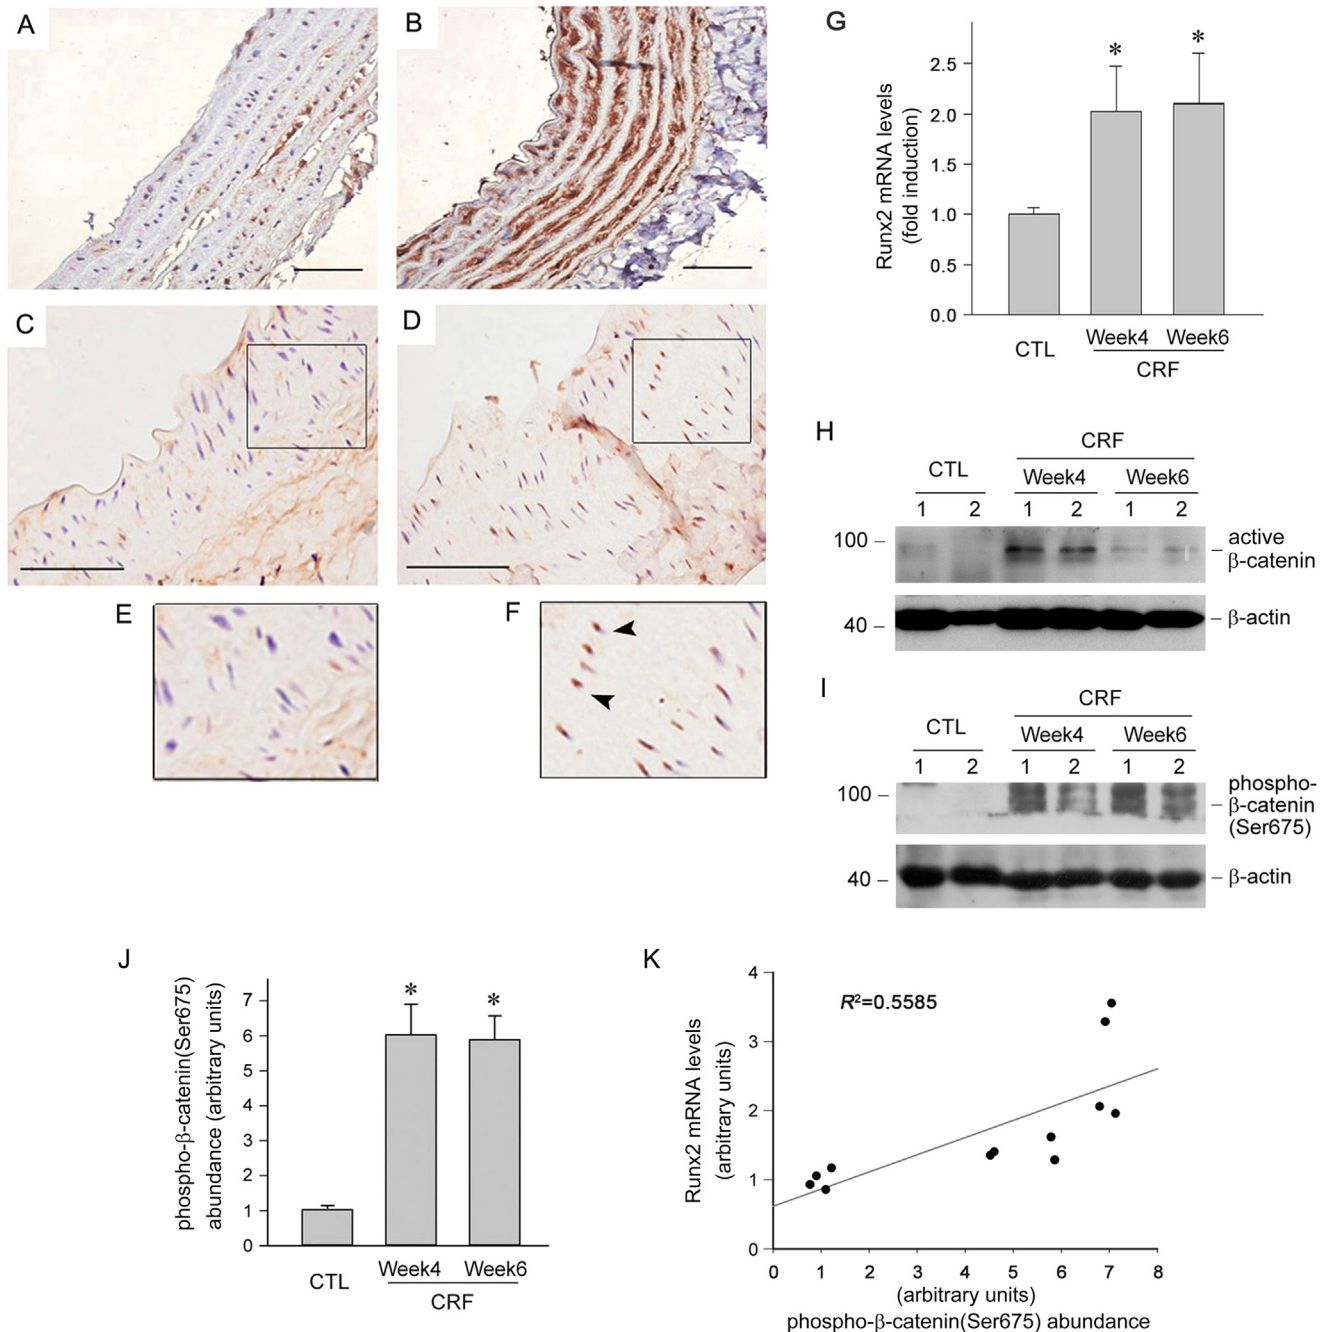 A
B
C
D
E
F
G
Runx2 mRNA levels
(fold induction)
2.5
2.0
1.5
1.0
0.5
0.0
*
*
CTL
Week4
Week6
CRF
H
CRF
CTL
Week4
Week6
1 2 1 2 1 2
100
active
β-catenin
40
β-actin
I
CRF
CTL
Week4
Week6
1 2 1 2 1 2
100
phospho-
β-catenin
(Ser675)
40
β-actin
J
phospho-β-catenin(Ser675)
abundance (arbitrary units)
7
6
5
4
3
2
1
0
*
*
CTL
Week4
Week6
CRF
K
Runx2 mRNA levels
(arbitrary units)
4
3
2
1
0
R²=0.5585
0 1 2 3 4 5 6 7 8
(arbitrary units)
phospho-β-catenin(Ser675) abundance